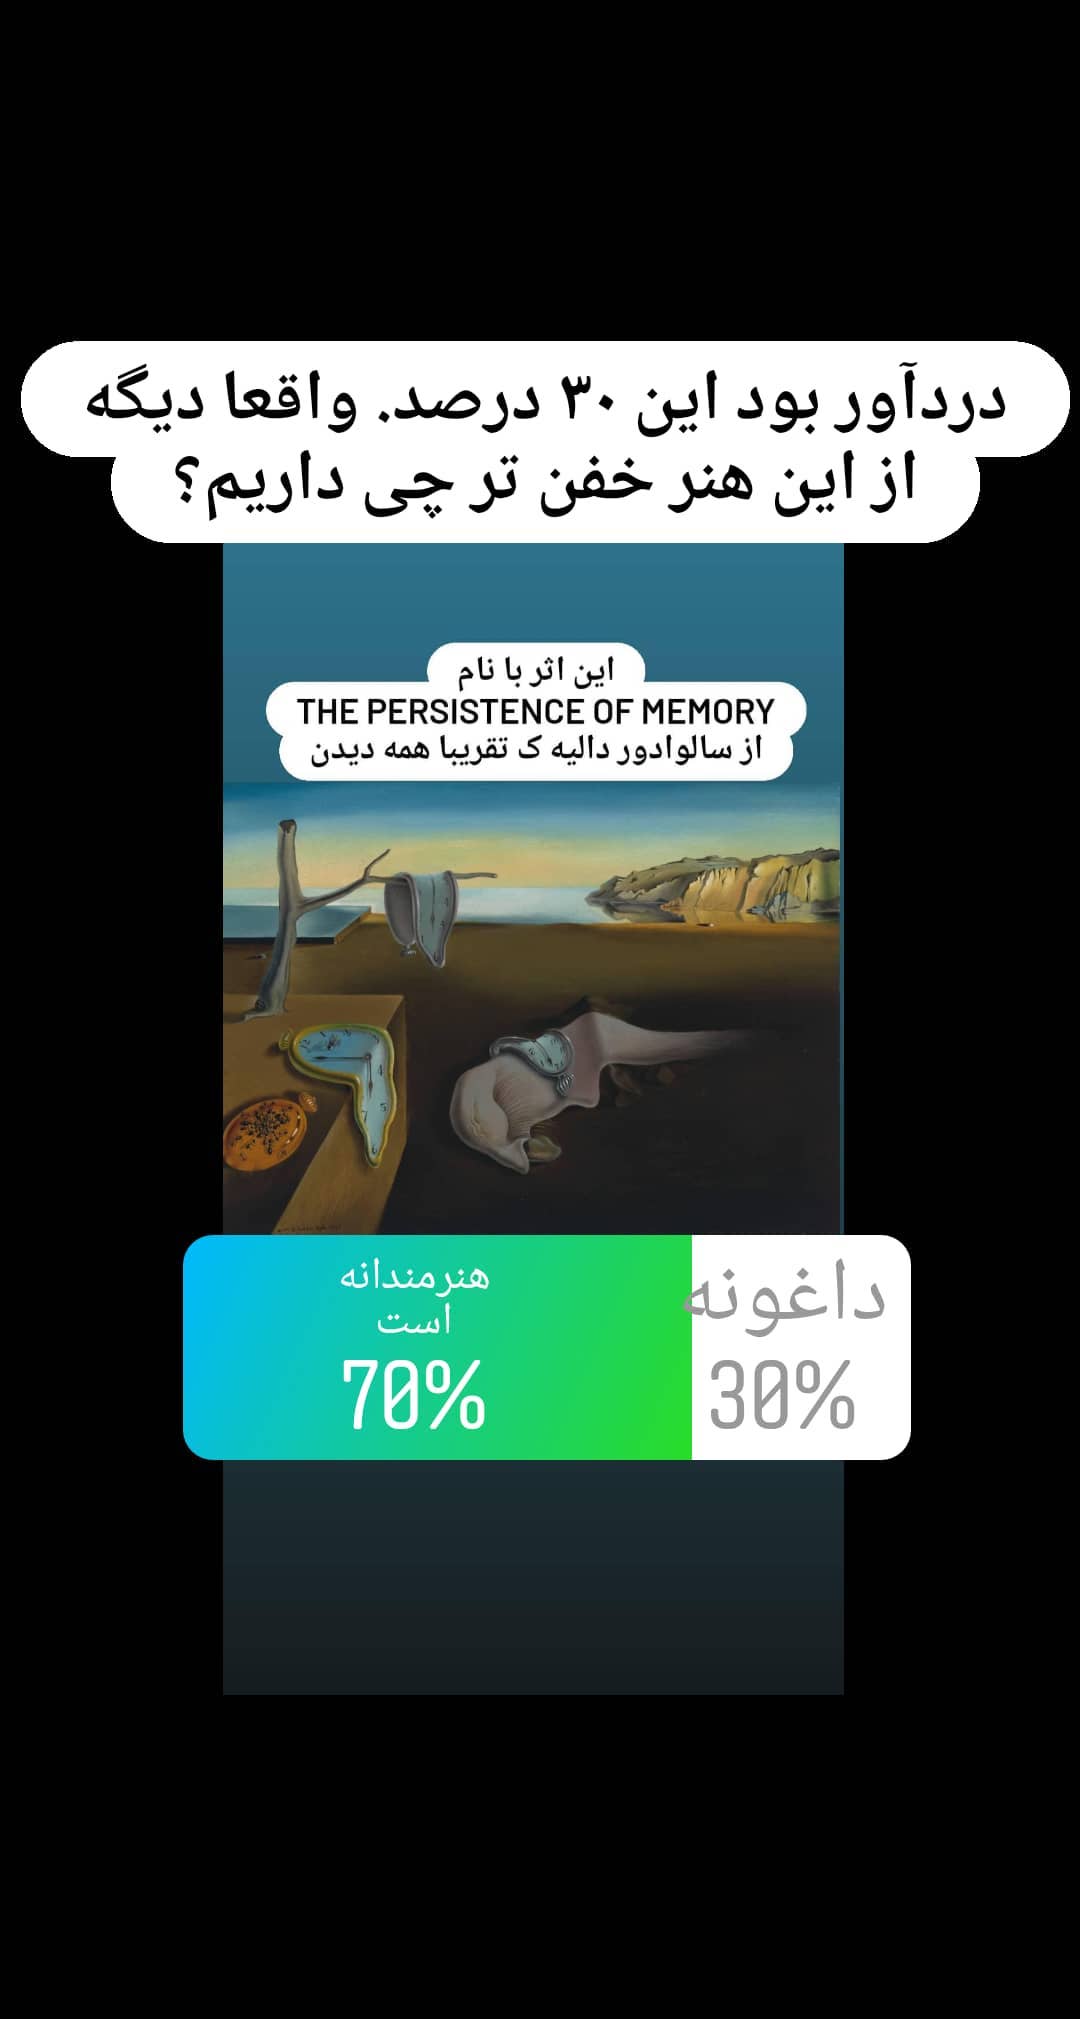 دردآور بود این ۳۰ درصد. واقعا دیگه
از این هنر خفن تر چی داریم؟
این اثر با نام
THE PERSISTENCE OF MEMORY
از سالوادور دالیه ک تقریبا همه دیدن
هنرمندانه
است
70%
داغونه
30%